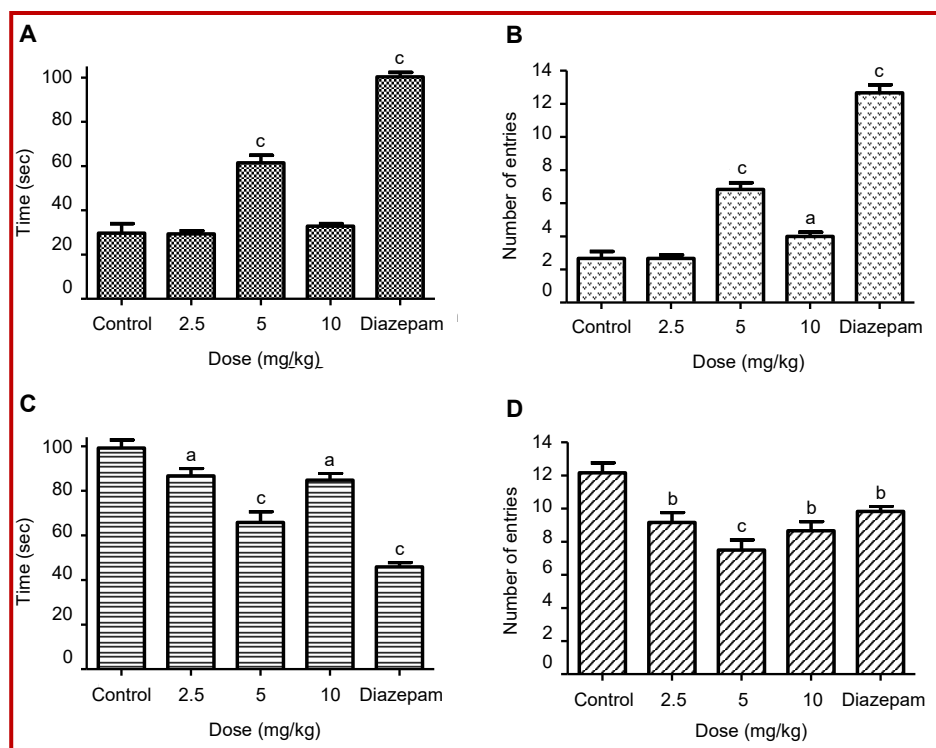 A
Time (sec)
100
80
60
40
20
0
c
c
Control 2.5 5 10 Diazepam
Dose (mg/kg)
B
Number of entries
14
12
10
8
6
4
2
0
c
a
c
Control 2.5 5 10 Diazepam
Dose (mg/kg)
C
Time (sec)
100
80
60
40
20
0
a
c
a
c
Control 2.5 5 10 Diazepam
Dose (mg/kg)
D
Number of entries
14
12
10
8
6
4
2
0
b
c
b
b
Control 2.5 5 10 Diazepam
Dose (mg/kg)